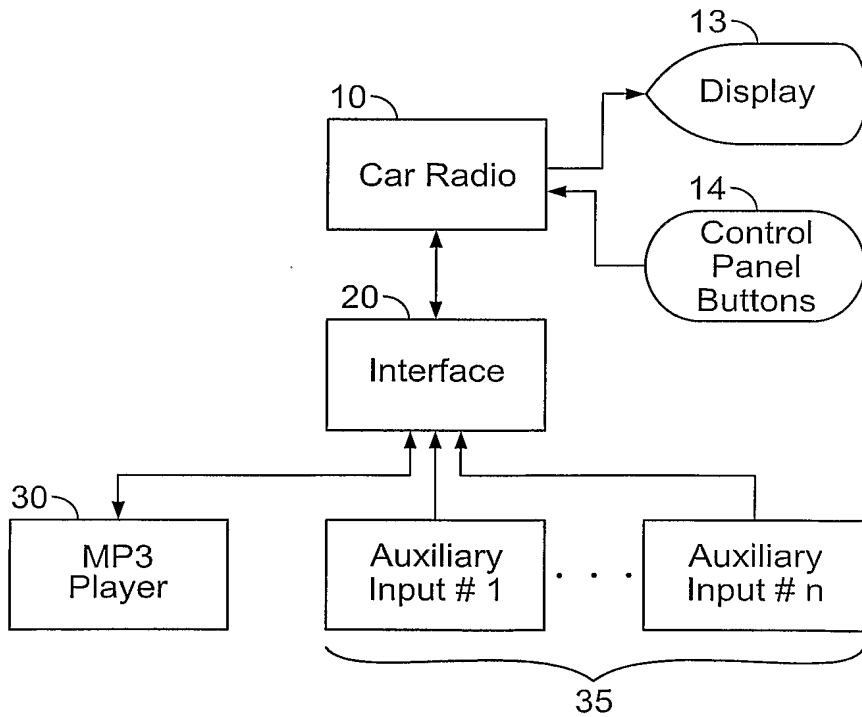 13
Display
10
Car Radio
14
Control
Panel
Buttons
20
Interface
30
MP3
Player
Auxiliary
Input # 1
. . .
Auxiliary
Input # n
35